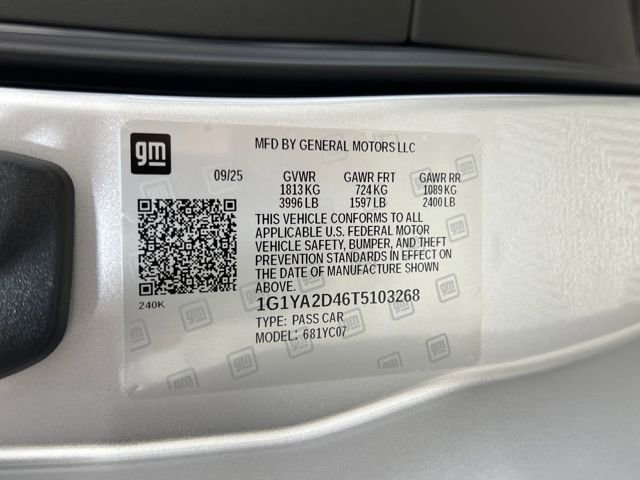 gm
MFD BY GENERAL MOTORS LLC
09/25 GVWR GAWR FRT GAWR RR
1813 KG 724 KG 1089 KG
3996 LB 1597 LB 2400 LB
THIS VEHICLE CONFORMS TO ALL
APPLICABLE U.S. FEDERAL MOTOR
VEHICLE SAFETY, BUMPER, AND THEFT
PREVENTION STANDARDS IN EFFECT ON
THE DATE OF MANUFACTURE SHOWN
ABOVE.
240K
1G1YA2D46T5103268
TYPE: PASS CAR
MODEL: 681YC07